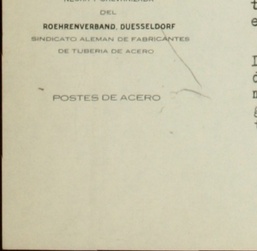 DEL
ROEHRENVERBAND, DUESSELDORF
SINDICATO ALEMAN DE FABRICANTES
DE TUBERIA DE ACERO
POSTES DE ACERO